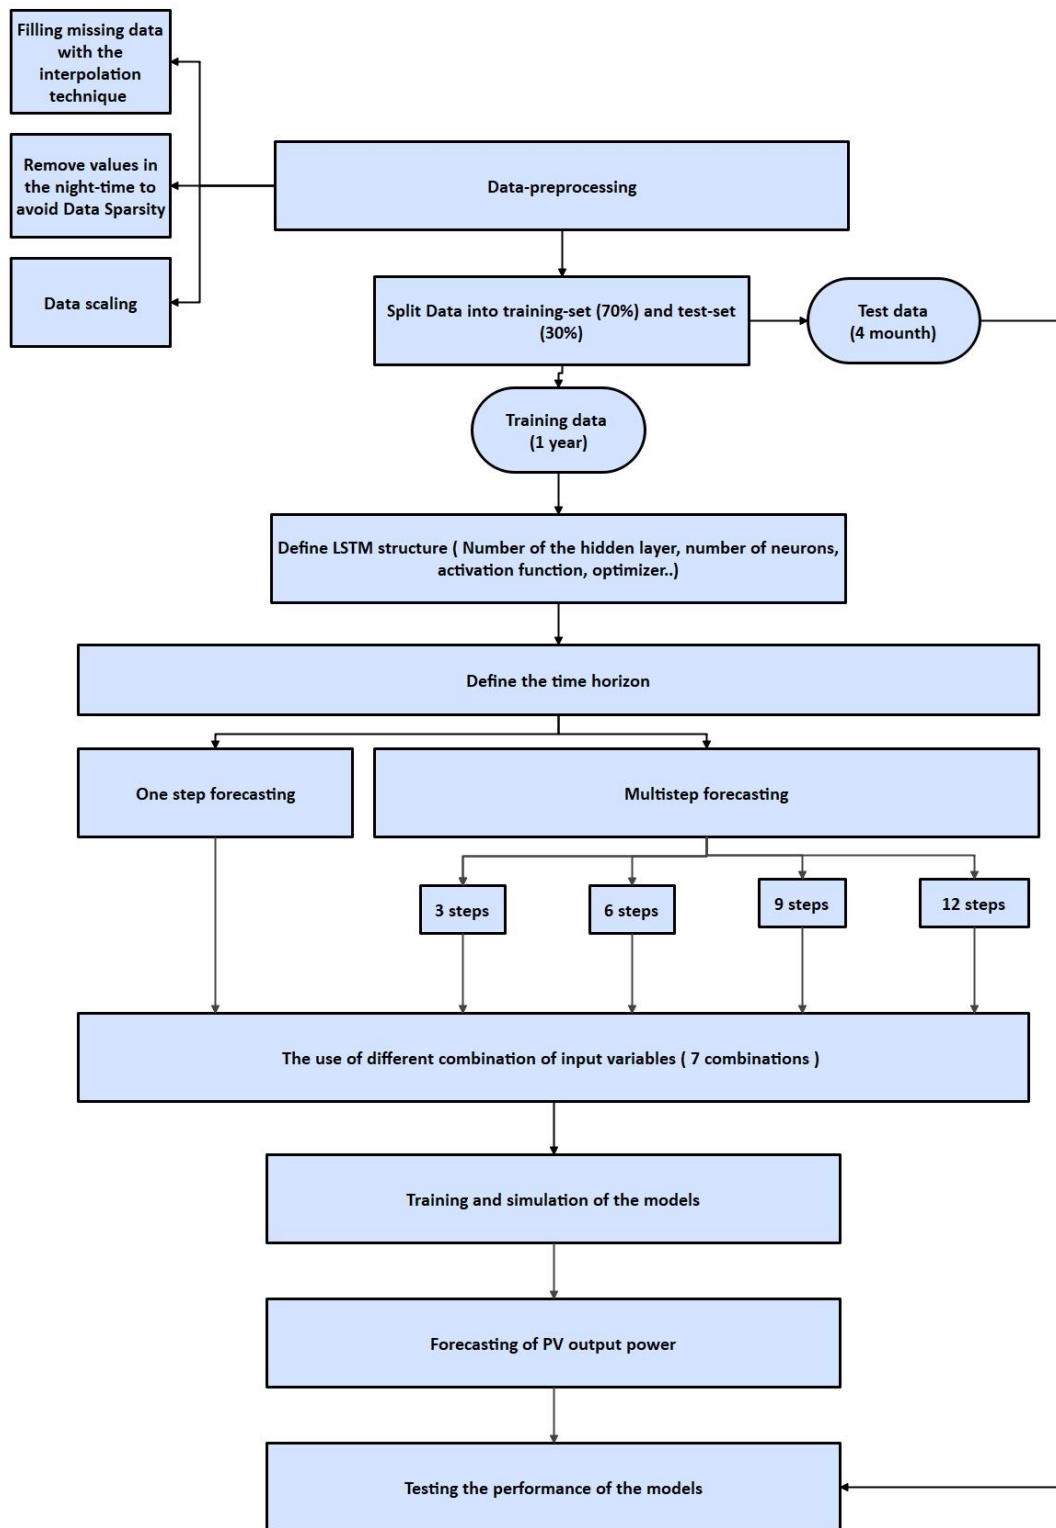 Filling missing data
with the
interpolation
technique
Remove values in
the night-time to
avoid Data Sparsity
Data scaling
Data-preprocessing
Split Data into training-set (70%) and test-set
(30%)
Test data
(4 mounth)
Training data
(1 year)
Define LSTM structure ( Number of the hidden layer, number of neurons,
activation function, optimizer..)
Define the time horizon
One step forecasting
Multistep forecasting
3 steps
6 steps
9 steps
12 steps
The use of different combination of input variables ( 7 combinations )
Training and simulation of the models
Forecasting of PV output power
Testing the performance of the models